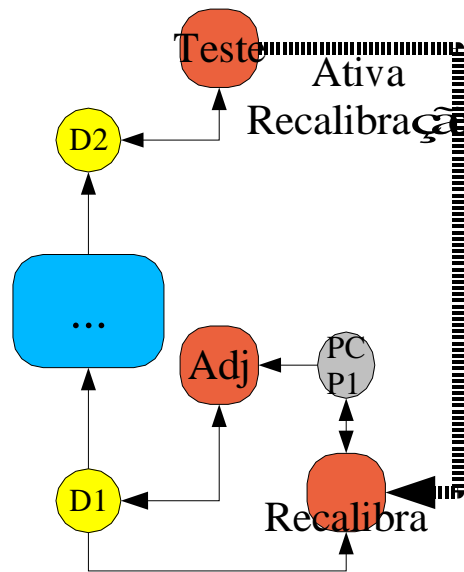 Teste
Ativa
Recalibraçã
D2
...
Adj
PC
P1
D1
Recalibra